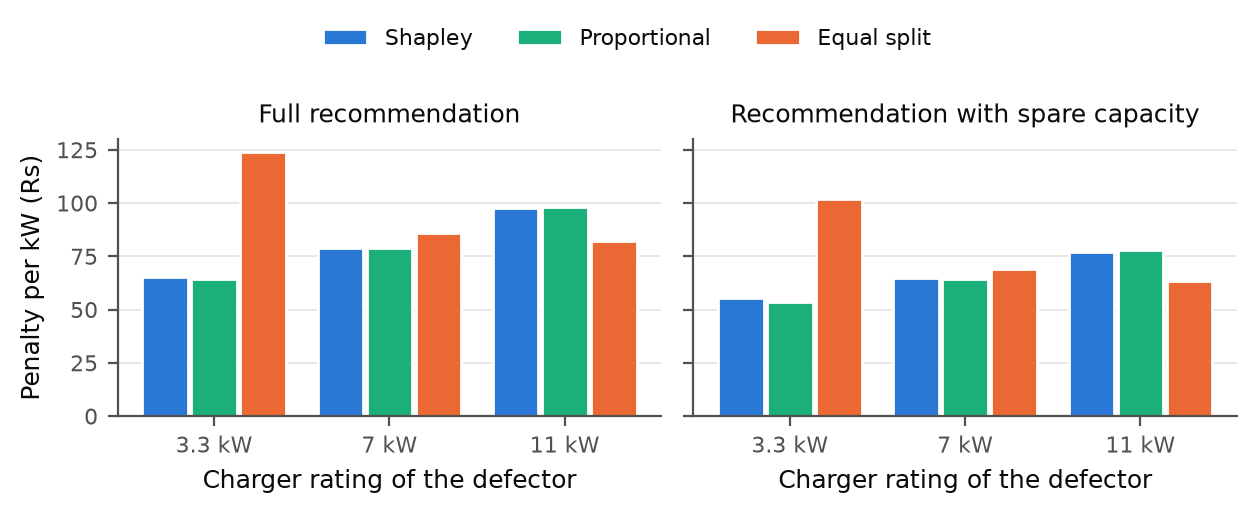 Shapley Proportional Equal split
Full recommendation
Recommendation with spare capacity
Penalty per kW (Rs)
125
100
75
50
25
0
3.3 kW 7 kW 11 kW
3.3 kW 7 kW 11 kW
Charger rating of the defector
Charger rating of the defector